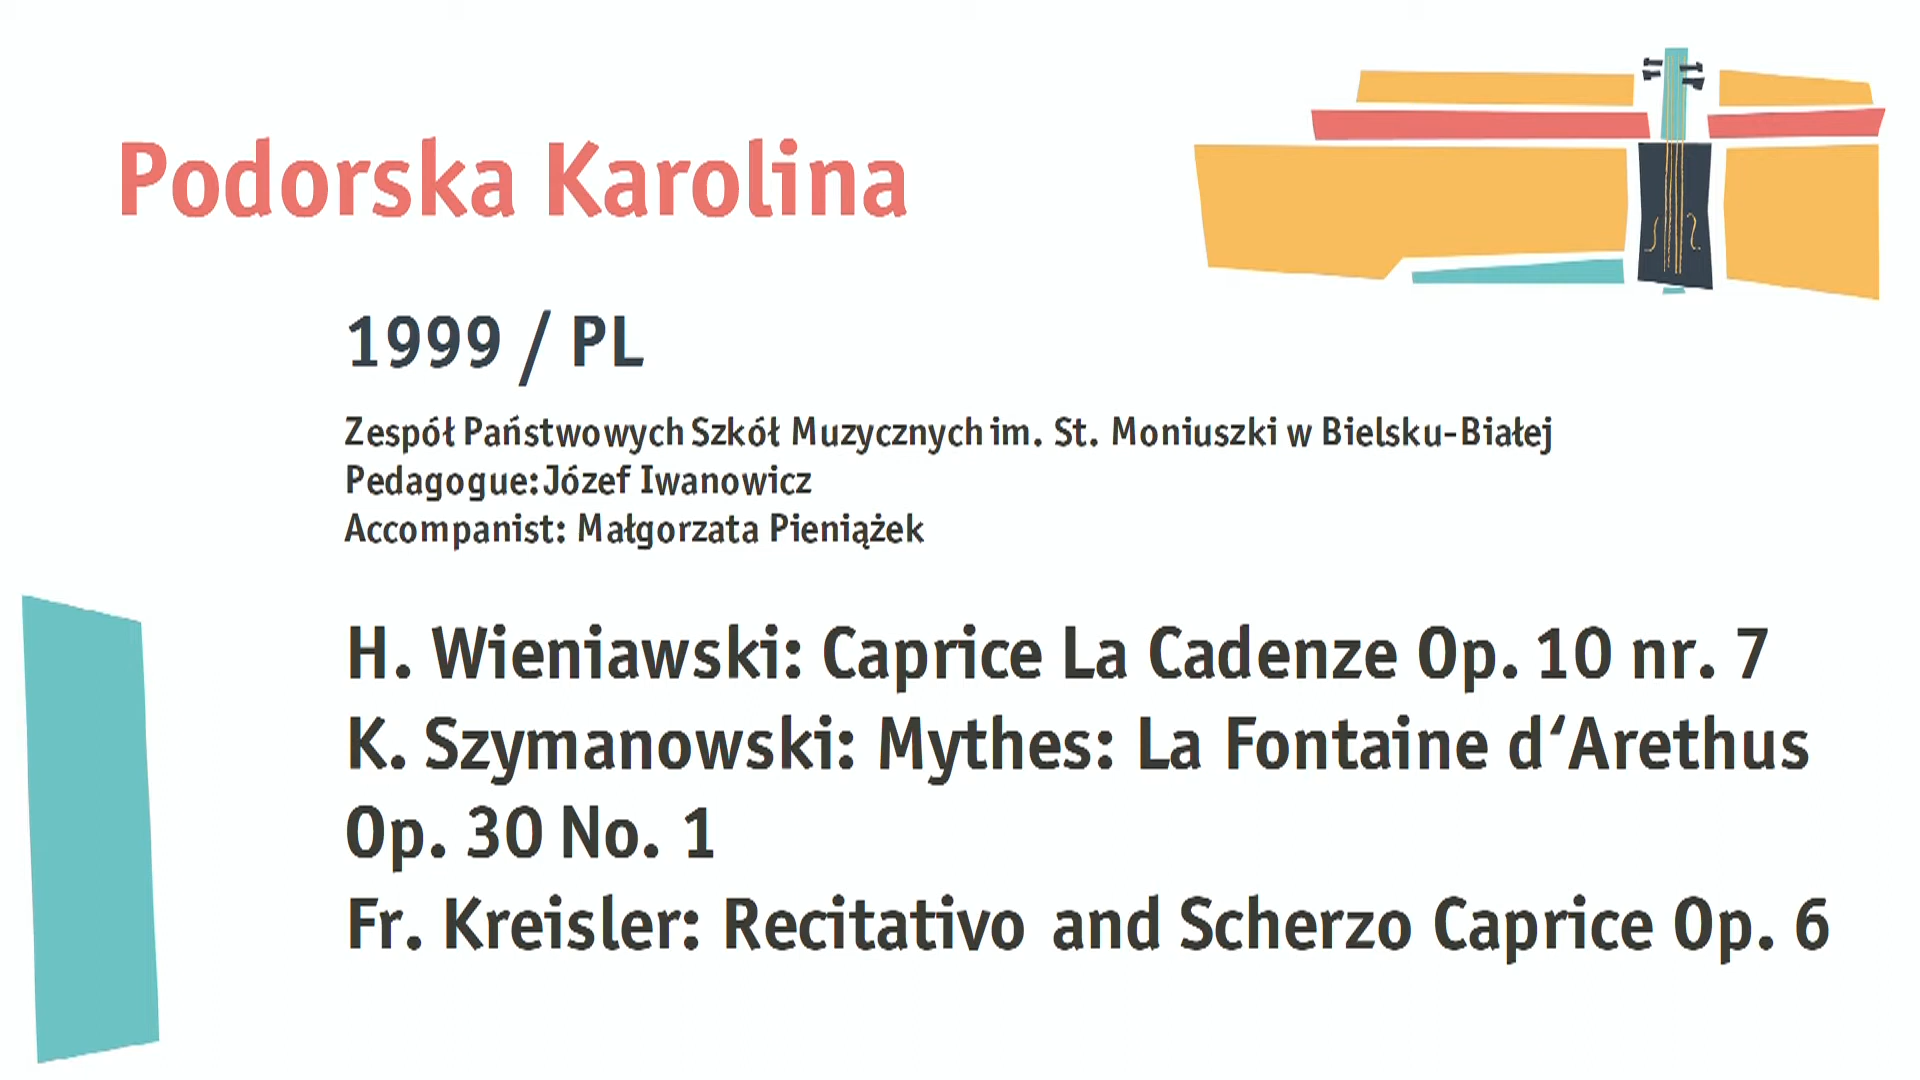 Podorska Karolina
1999 / PL
Zespół Państwowych Szkół Muzycznych im. St. Moniuszki w Bielsku-Białej
Pedagogue: Józef Iwanowicz
Accompanist: Małgorzata Pieniążek
H. Wieniawski: Caprice La Cadenze Op. 10 nr. 7
K. Szymanowski: Mythes: La Fontaine d‘Arethus
Op. 30 No. 1
Fr. Kreisler: Recitativo and Scherzo Caprice Op. 6